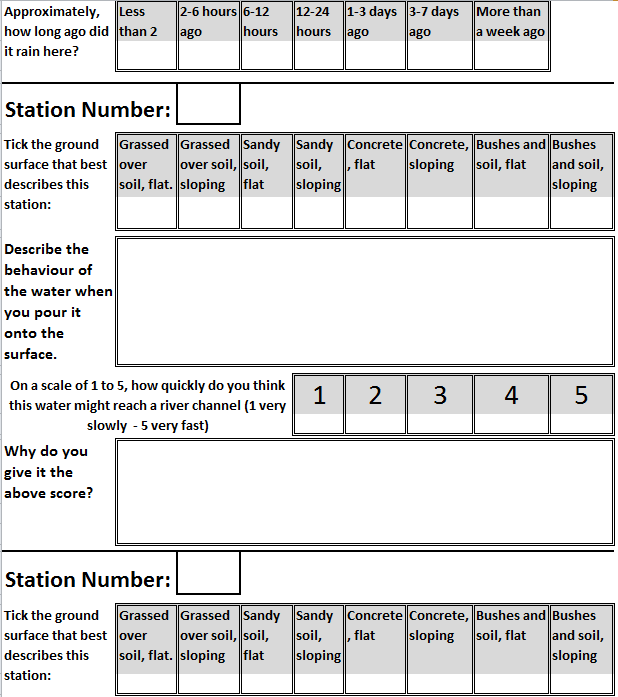 Approximately, how long ago did it rain here?
Less than 2
2-6 hours ago
6-12 hours
12-24 hours
1-3 days ago
3-7 days ago
More than a week ago
Station Number:
Tick the ground surface that best describes this station:
Grassed over soil, flat.
Grassed over soil, sloping
Sandy soil, flat
Sandy soil, sloping
Concrete , flat
Concrete, sloping
Bushes and soil, flat
Bushes and soil, sloping
Describe the behaviour of the water when you pour it onto the surface.
On a scale of 1 to 5, how quickly do you think this water might reach a river channel (1 very slowly - 5 very fast)
1 2 3 4 5
Why do you give it the above score?
Station Number:
Tick the ground surface that best describes this station:
Grassed over soil, flat.
Grassed over soil, sloping
Sandy soil, flat
Sandy soil, sloping
Concrete , flat
Concrete, sloping
Bushes and soil, flat
Bushes and soil, sloping